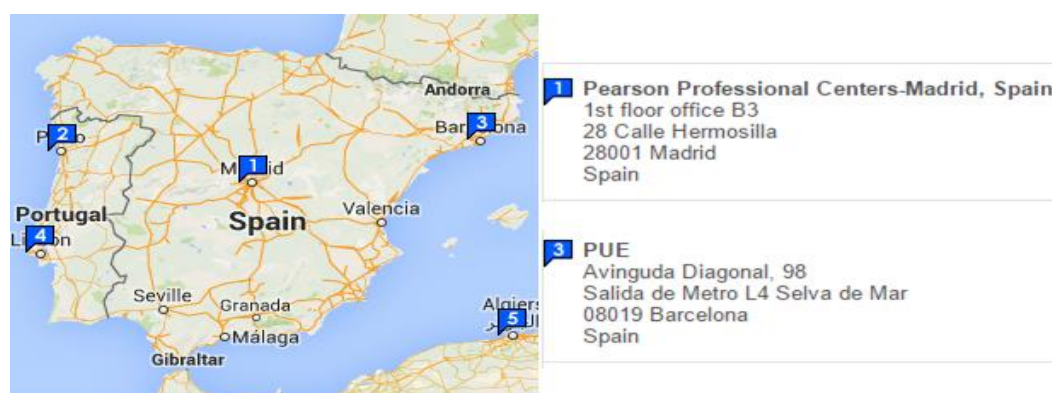 Andorra
3
2
1
Valencia
Portugal
Spain
4
Seville
Granada
Málaga
5
Gibraltar
1 Pearson Professional Centers-Madrid, Spain
1st floor office B3
28 Calle Hermosilla
28001 Madrid
Spain
3 PUE
Avinguda Diagonal, 98
Salida de Metro L4 Selva de Mar
08019 Barcelona
Spain